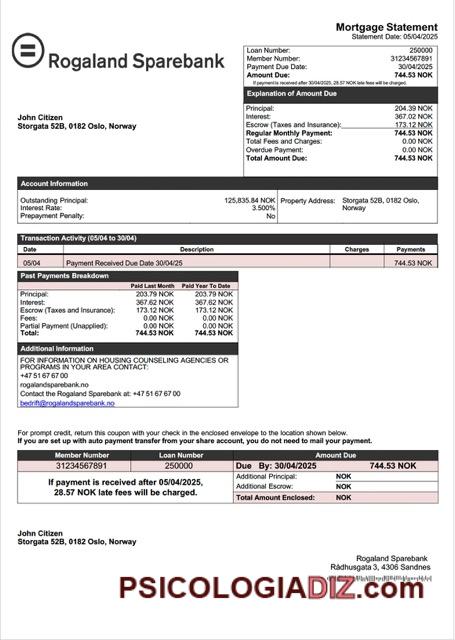 Mortgage Statement
Statement Date: 05/04/2025
Rogaland Sparebank
Loan Number: 250000
Member Number: 31234567891
Payment Due Date: 30/04/2025
Amount Due: 744.53 NOK
If payment is received after 30/04/2025, 28.57 NOK late fees will be charged.
Explanation of Amount Due
Principal: 204.39 NOK
Interest: 367.02 NOK
Escrow (Taxes and Insurance): 173.12 NOK
Regular Monthly Payment: 744.53 NOK
Total Fees and Charges: 0.00 NOK
Overdue Payment: 0.00 NOK
Total Amount Due: 744.53 NOK
John Citizen
Storgata 52B, 0182 Oslo, Norway
Account Information
Outstanding Principal: 125,835.84 NOK
Interest Rate: 3.500%
Prepayment Penalty: No
Property Address: Storgata 52B, 0182 Oslo,
Norway
Transaction Activity (05/04 to 30/04)
Date Description Charges Payments
05/04 Payment Received Due Date 30/04/25 744.53 NOK
Past Payments Breakdown
Paid Last Month Paid Year To Date
Principal: 203.79 NOK 203.79 NOK
Interest: 367.62 NOK 367.62 NOK
Escrow (Taxes and Insurance): 173.12 NOK 173.12 NOK
Fees: 0.00 NOK 0.00 NOK
Partial Payment (Unapplied): 0.00 NOK 0.00 NOK
Total: 744.53 NOK 744.53 NOK
Additional Information
FOR INFORMATION ON HOUSING COUNSELING AGENCIES OR
PROGRAMS IN YOUR AREA CONTACT:
+47 51 67 67 00
rogalandsparebank.no
Contact the Rogaland Sparebank at: +47 51 67 67 00
bedrift@rogalandsparebank.no
For prompt credit, return this coupon with your check in the enclosed envelope to the location shown below.
If you are set up with auto payment transfer from your share account, you do not need to mail your payment.
Member Number Loan Number Amount Due
31234567891 250000 Due By: 30/04/2025 744.53 NOK
If payment is received after 05/04/2025,
28.57 NOK late fees will be charged.
Additional Principal: NOK
Additional Escrow: NOK
Total Amount Enclosed: NOK
John Citizen
Storgata 52B, 0182 Oslo, Norway
Rogaland Sparebank
Rådhusgata 3, 4306 Sandnes
PSICOLOGIADIZ.com